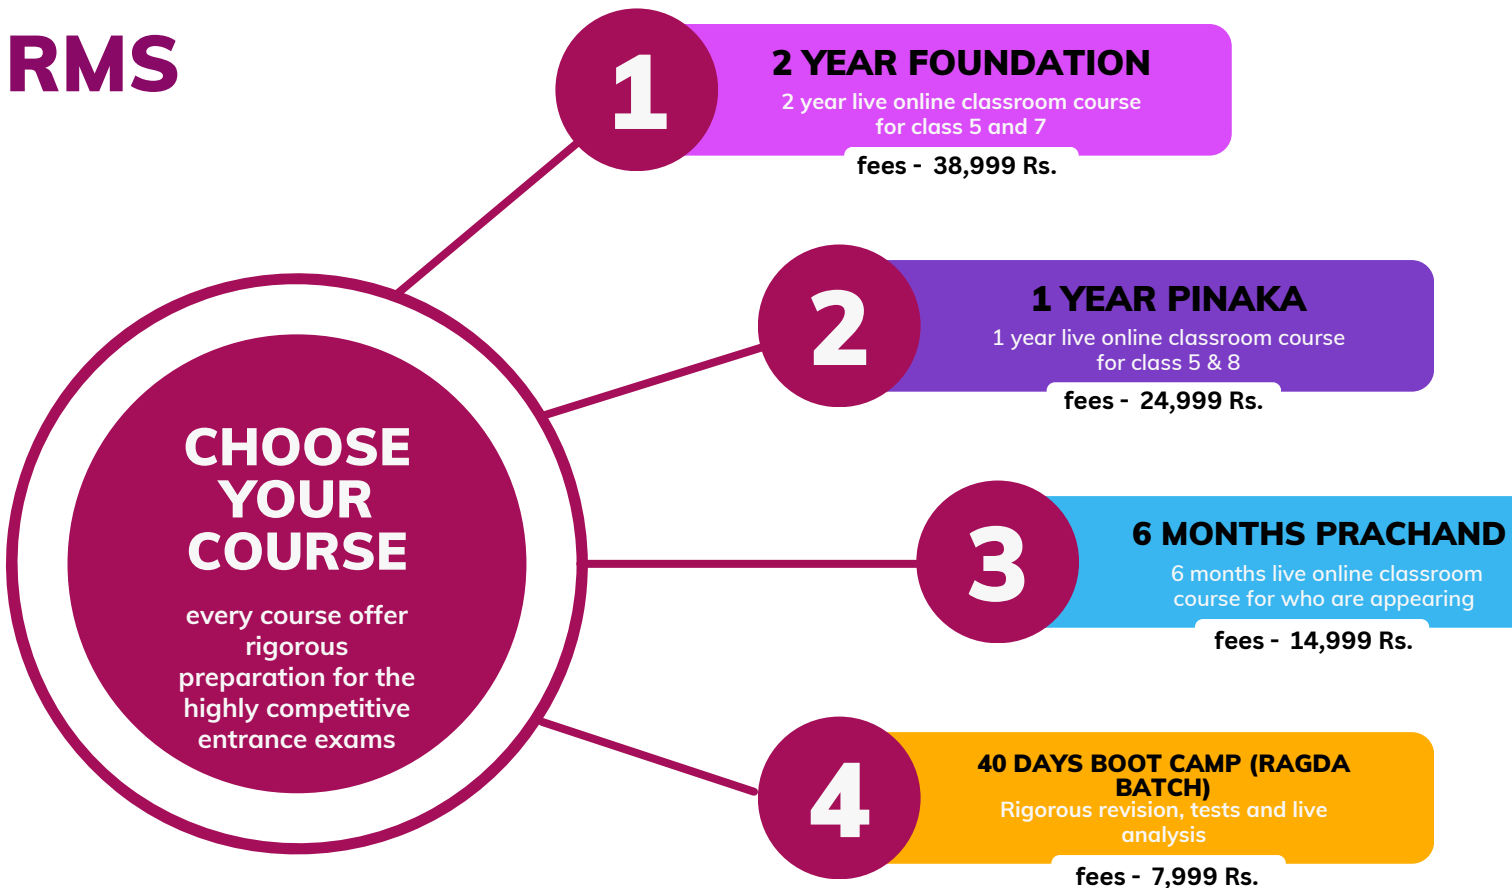 RMS
1
2 YEAR FOUNDATION
2 year live online classroom course
for class 5 and 7
fees - 38,999 Rs.
2
1 YEAR PINAKA
1 year live online classroom course
for class 5 & 8
fees - 24,999 Rs.
CHOOSE
YOUR
COURSE
every course offer
rigorous
preparation for the
highly competitive
entrance exams
3
6 MONTHS PRACHAND
6 months live online classroom
course for who are appearing
fees - 14,999 Rs.
4
40 DAYS BOOT CAMP (RAGDA
BATCH)
Rigorous revision, tests and live
analysis
fees - 7,999 Rs.